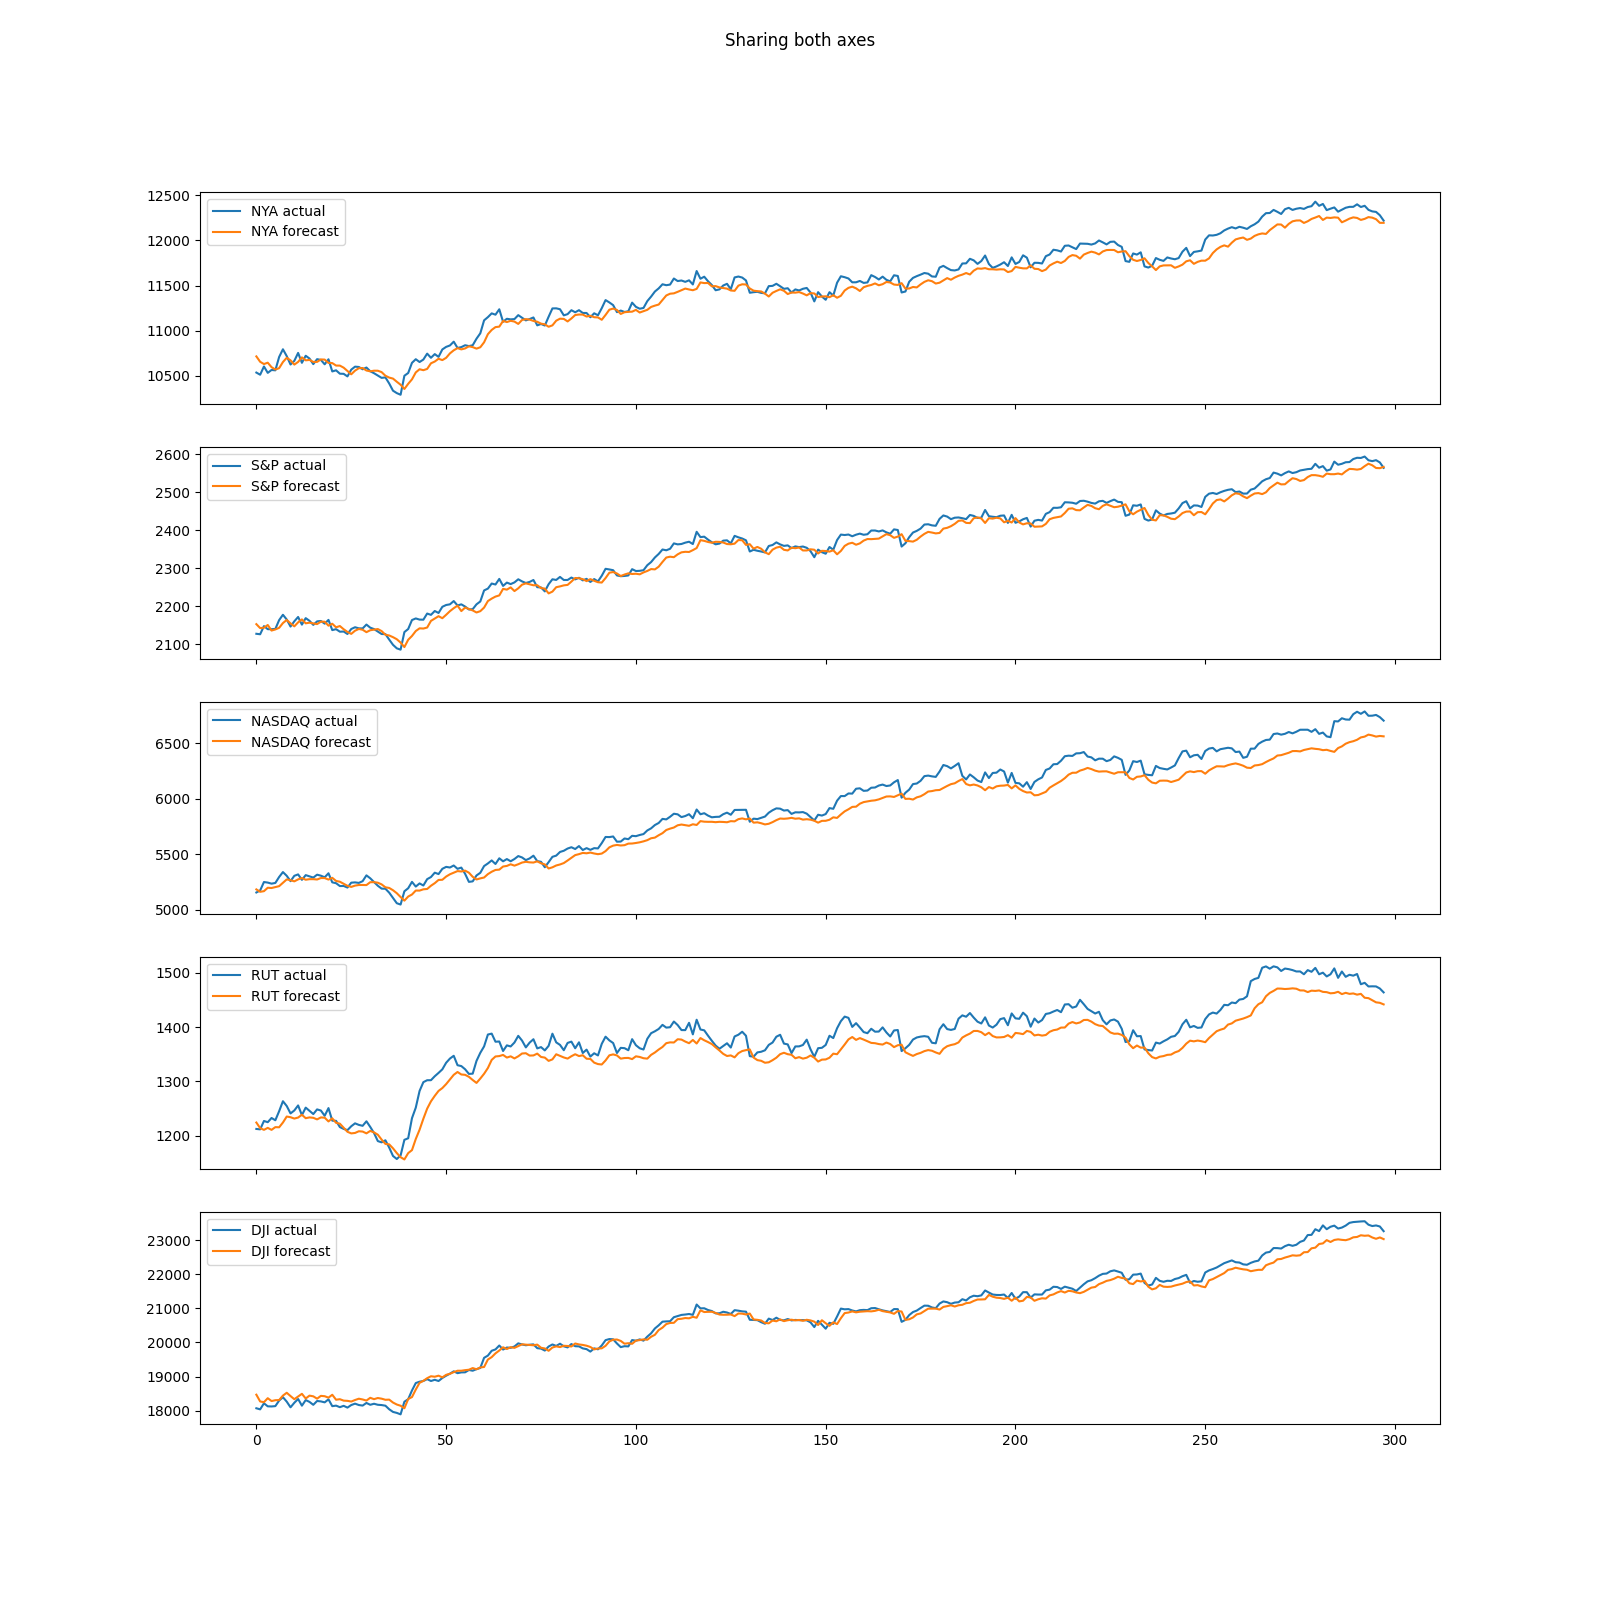 Sharing both axes
12500
12000
11500
11000
10500
NYA actual
NYA forecast
2600
2500
2400
2300
2200
2100
S&P actual
S&P forecast
6500
6000
5500
5000
NASDAQ actual
NASDAQ forecast
1500
1400
1300
1200
RUT actual
RUT forecast
23000
22000
21000
20000
19000
18000
DJI actual
DJI forecast
0 50 100 150 200 250 300